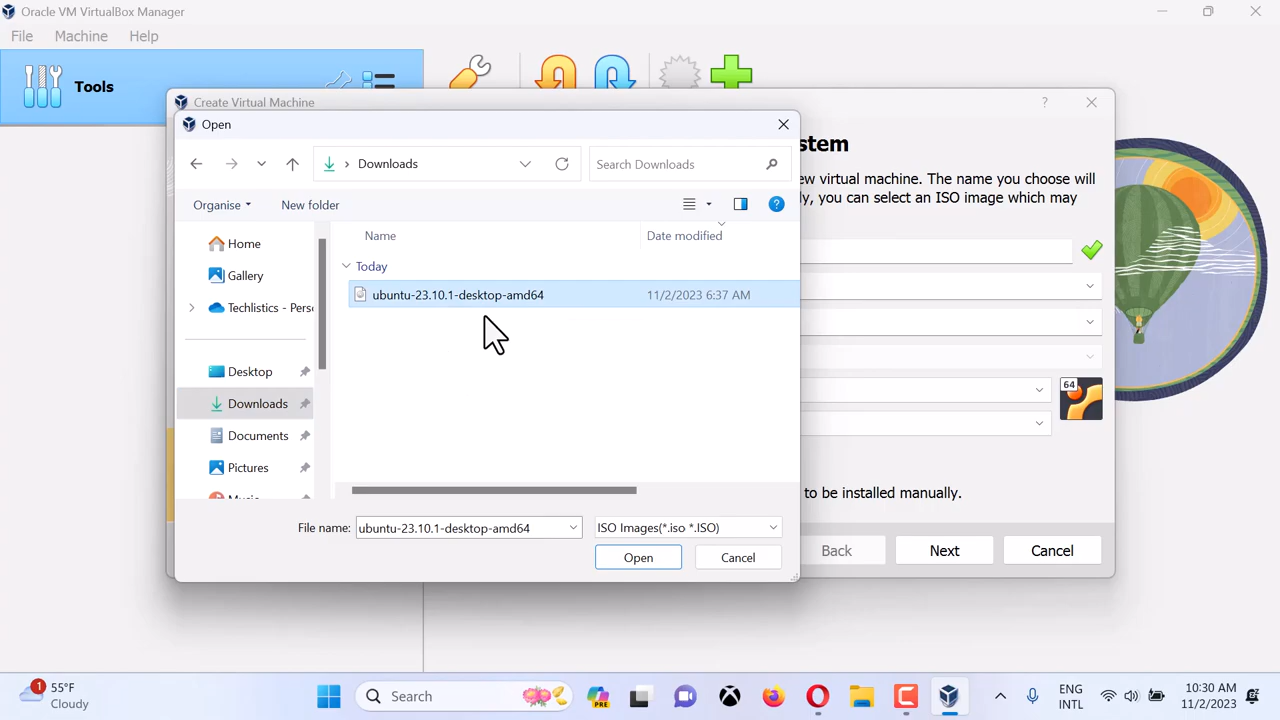 Oracle VM VirtualBox Manager
File Machine Help
Tools
Create Virtual Machine
?
Open
stem
Downloads
Search Downloads
ew virtual machine. The name you choose will
ly, you can select an ISO image which may
Organise New folder
?
Name Date modified
Home
Today
Gallery
ubuntu-23.10.1-desktop-amd64 11/2/2023 6:37 AM
Techlistics - Pers
Desktop
64
Downloads
Documents
Pictures
Music
to be installed manually.
File name: ubuntu-23.10.1-desktop-amd64 ISO Images(*.iso *.ISO)
Open Cancel
Back Next Cancel
1
55°F
Cloudy
Search
PRE
ENG
INTL
10:30 AM
11/2/2023